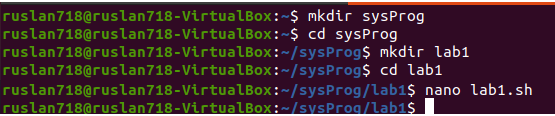 ruslan718@ruslan718-VirtualBox:~$ mkdir sysProg
ruslan718@ruslan718-VirtualBox:~$ cd sysProg
ruslan718@ruslan718-VirtualBox:~/sysProg$ mkdir lab1
ruslan718@ruslan718-VirtualBox:~/sysProg$ cd lab1
ruslan718@ruslan718-VirtualBox:~/sysProg/lab1$ nano lab1.sh
ruslan718@ruslan718-VirtualBox:~/sysProg/lab1$